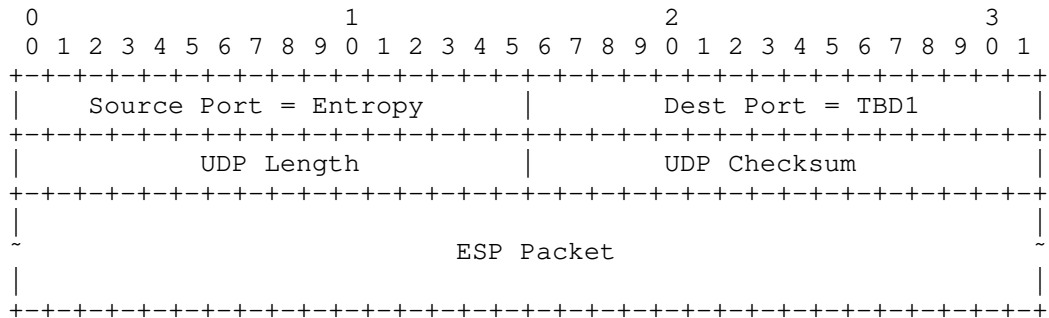 0                   1                   2                   3
 0 1 2 3 4 5 6 7 8 9 0 1 2 3 4 5 6 7 8 9 0 1 2 3 4 5 6 7 8 9 0 1
+-+-+-+-+-+-+-+-+-+-+-+-+-+-+-+-+-+-+-+-+-+-+-+-+-+-+-+-+-+-+-+-+
|    Source Port = Entropy      |        Dest Port = TBD1       |
+-+-+-+-+-+-+-+-+-+-+-+-+-+-+-+-+-+-+-+-+-+-+-+-+-+-+-+-+-+-+-+-+
|           UDP Length          |        UDP Checksum           |
+-+-+-+-+-+-+-+-+-+-+-+-+-+-+-+-+-+-+-+-+-+-+-+-+-+-+-+-+-+-+-+-+
|                                                               |
~                           ESP Packet                          ~
|                                                               |
+-+-+-+-+-+-+-+-+-+-+-+-+-+-+-+-+-+-+-+-+-+-+-+-+-+-+-+-+-+-+-+-+